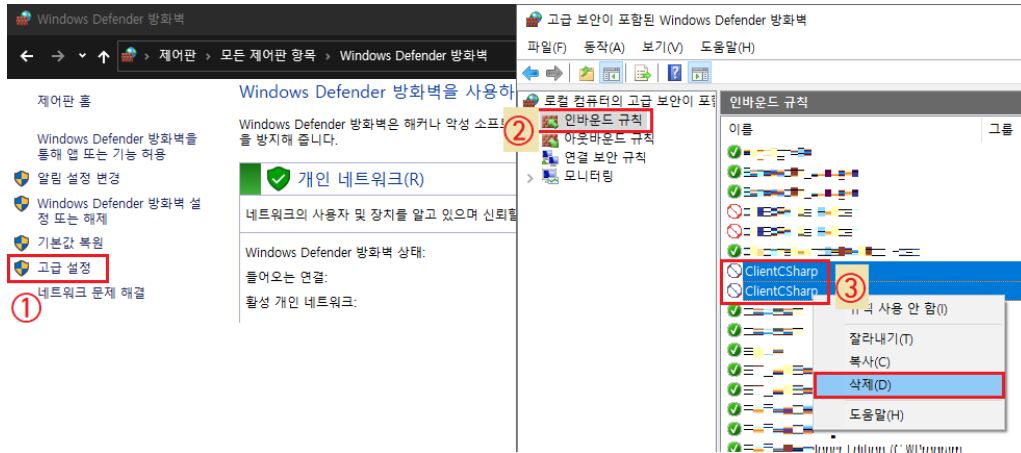 Windows Defender 방화벽
제어판 › 모든 제어판 항목 › Windows Defender 방화벽
제어판 홈
Windows Defender 방화벽을
통해 앱 또는 기능 허용
알림 설정 변경
Windows Defender 방화벽 설
정 또는 해제
기본값 복원
고급 설정
①
네트워크 문제 해결
Windows Defender 방화벽을 사용하
Windows Defender 방화벽은 해커나 악성 소프트
을 방지해 줍니다.
개인 네트워크(R)
네트워크의 사용자 및 장치를 알고 있으며 신뢰할
Windows Defender 방화벽 상태:
들어오는 연결:
활성 개인 네트워크:
고급 보안이 포함된 Windows Defender 방화벽
파일(F) 동작(A) 보기(V) 도움말(H)
로컬 컴퓨터의 고급 보안이 포함
② 인바운드 규칙
아웃바운드 규칙
연결 보안 규칙
모니터링
인바운드 규칙
이름 그룹
ClientCSharp
ClientCSharp
③
규칙 사용 안 함(I)
잘라내기(T)
복사(C)
삭제(D)
도움말(H)